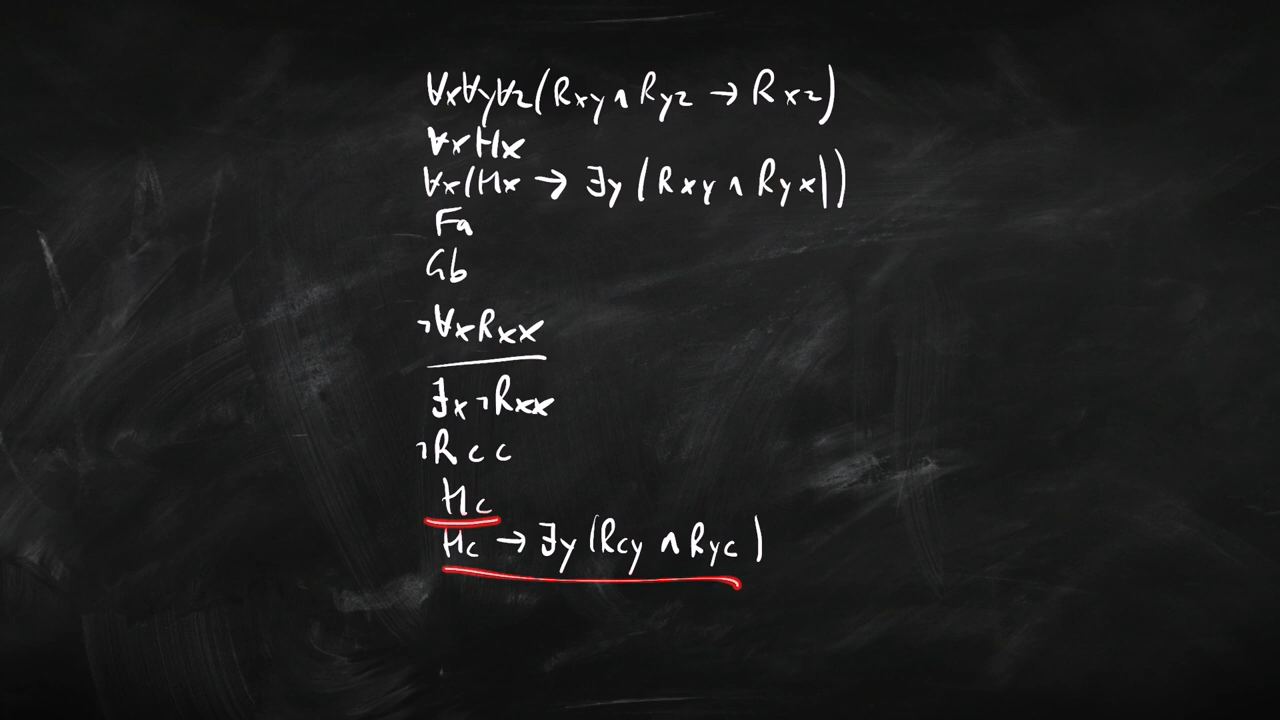 ∀x∀y∀z(Rxy ∧ Ryz → Rxz)
∀xHx
∀x(Hx → ∃y(Rxy ∧ Ryx))
Fa
Gb
¬∀xRxx
∃x¬Rxx
¬Rcc
Hc
Hc → ∃y(Rcy ∧ Ryc)